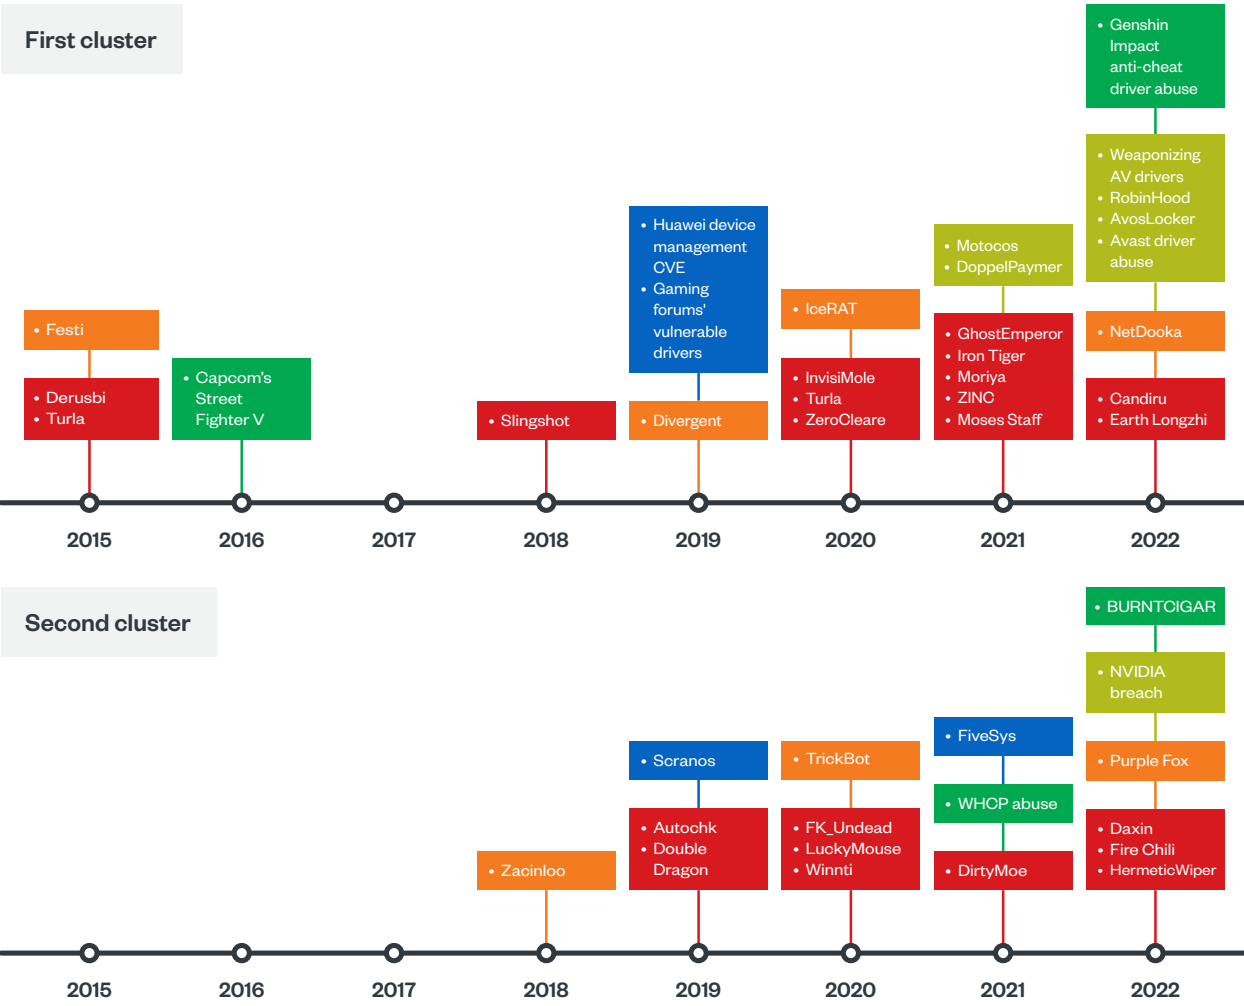 First cluster
• Genshin
Impact
anti-cheat
driver abuse
• Weaponizing
AV drivers
• RobinHood
• AvosLocker
• Avast driver
abuse
• Huawei device
management
CVE
• Gaming
forums'
vulnerable
drivers
• Motocos
• DoppelPaymer
• Festi
• IceRAT
• NetDooka
• Derusbi
• Turla
• Capcom's
Street
Fighter V
• Slingshot
• Divergent
• InvisiMole
• Turla
• ZeroCleare
• GhostEmperor
• Iron Tiger
• Moriya
• ZINC
• Moses Staff
• Candiru
• Earth Longzhi
2015 2016 2017 2018 2019 2020 2021 2022
Second cluster
• BURNTCIGAR
• NVIDIA
breach
• Scranos
• TrickBot
• FiveSys
• Purple Fox
• WHCP abuse
• Zacinloo
• Autochk
• Double
Dragon
• FK_Undead
• LuckyMouse
• Winnti
• DirtyMoe
• Daxin
• Fire Chili
• HermeticWiper
2015 2016 2017 2018 2019 2020 2021 2022